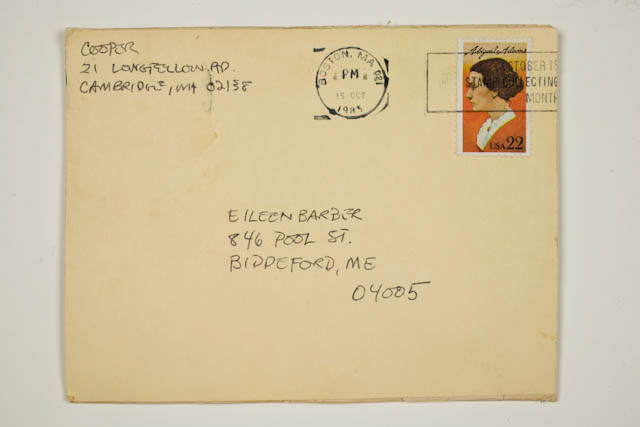 COOPER
21 LONGFELLOW RD.
CAMBRIDGE, MA 02138
BOSTON, MA 021
PM
15 OCT
1985
OCTOBER IS
STAMP COLLECTING
MONTH
Abigail Adams
USA 22
EILEEN BARBER
846 POOL ST.
BIDDEFORD, ME
04005